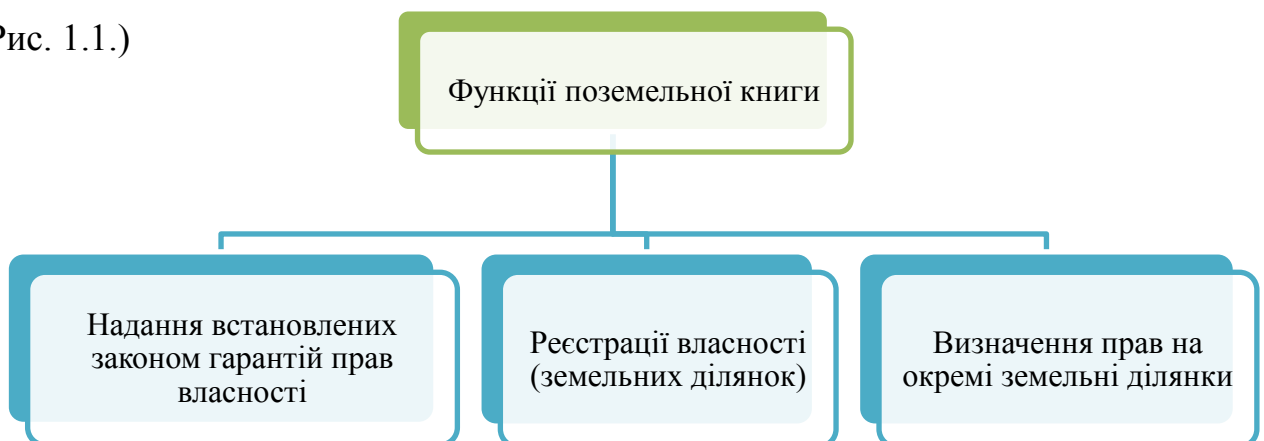 Рис. 1.1.)
Функції поземельної книги
Надання встановлених
законом гарантій прав
власності
Реєстрації власності
(земельних ділянок)
Визначення прав на
окремі земельні ділянки